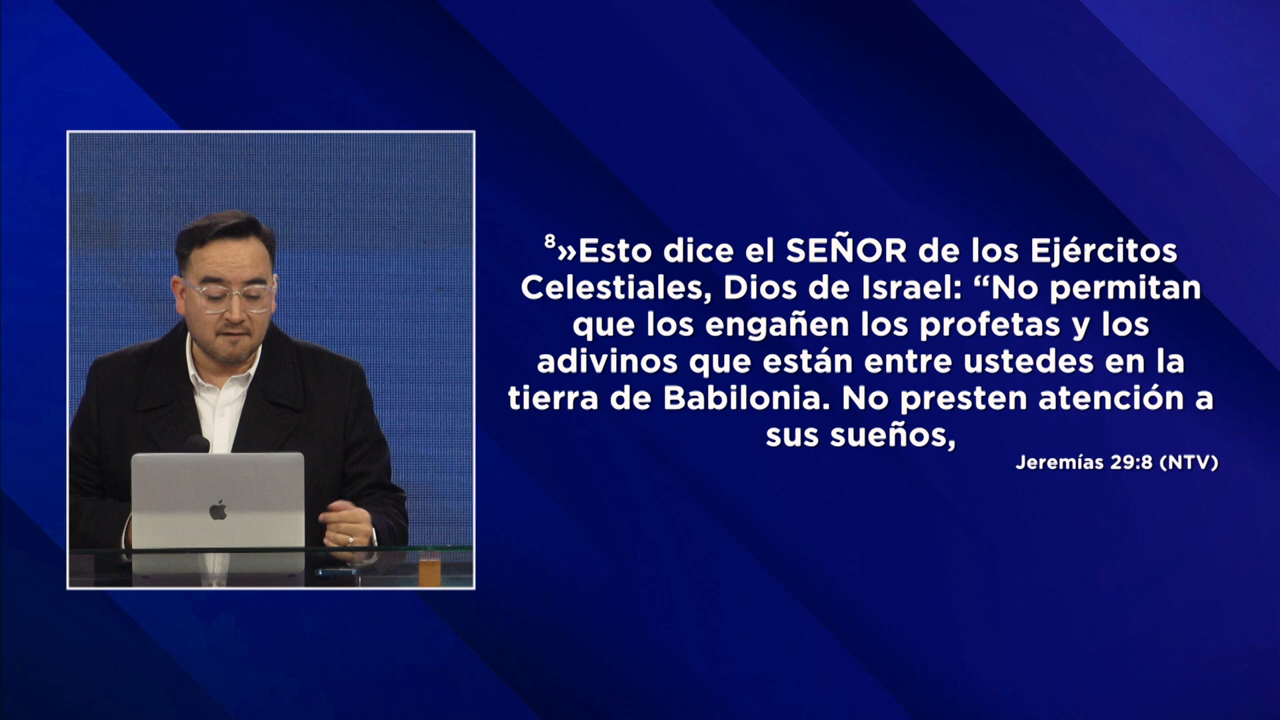 ⁸»Esto dice el SEÑOR de los Ejércitos
Celestiales, Dios de Israel: “No permitan
que los engañen los profetas y los
adivinos que están entre ustedes en la
tierra de Babilonia. No presten atención a
sus sueños,
Jeremías 29:8 (NTV)